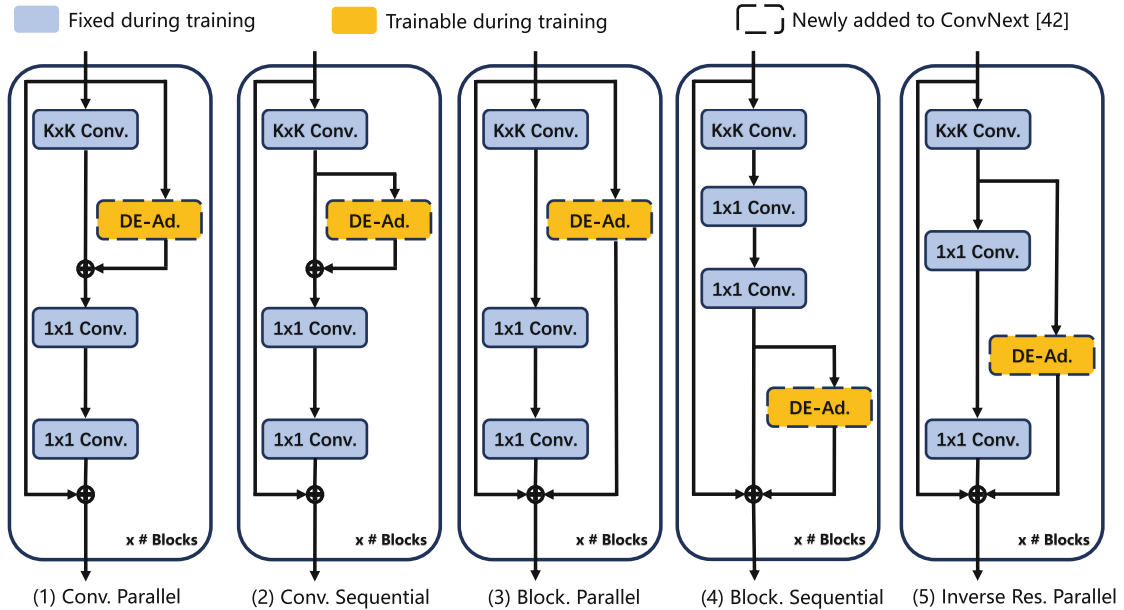 Fixed during training
Trainable during training
Newly added to ConvNext [42]
KxK Conv.
DE-Ad.
1x1 Conv.
1x1 Conv.
x # Blocks
(1) Conv. Parallel
KxK Conv.
DE-Ad.
1x1 Conv.
1x1 Conv.
x # Blocks
(2) Conv. Sequential
KxK Conv.
DE-Ad.
1x1 Conv.
1x1 Conv.
x # Blocks
(3) Block. Parallel
KxK Conv.
1x1 Conv.
1x1 Conv.
DE-Ad.
x # Blocks
(4) Block. Sequential
KxK Conv.
1x1 Conv.
DE-Ad.
1x1 Conv.
x # Blocks
(5) Inverse Res. Parallel